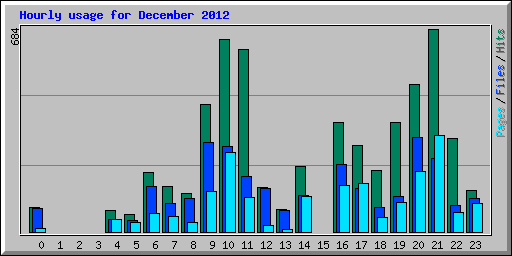 Hourly usage for December 2012
684
Pages/Files/Hits
0 1 2 3 4 5 6 7 8 9 10 11 12 13 14 15 16 17 18 19 20 21 22 23